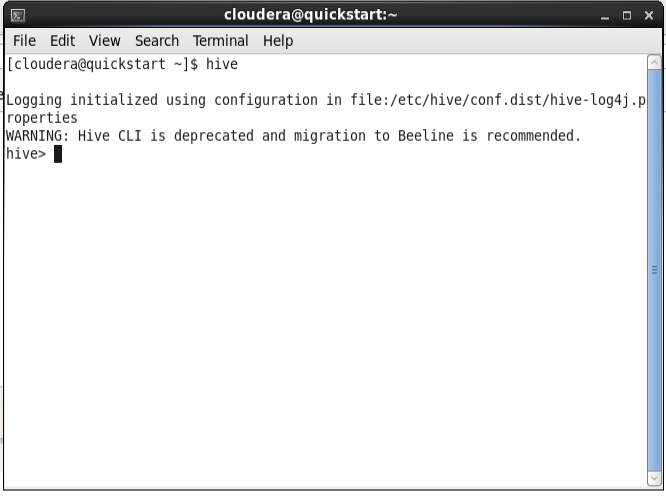 cloudera@quickstart:~
File Edit View Search Terminal Help
[cloudera@quickstart ~]$ hive
Logging initialized using configuration in file:/etc/hive/conf.dist/hive-log4j.p
roperties
WARNING: Hive CLI is deprecated and migration to Beeline is recommended.
hive>